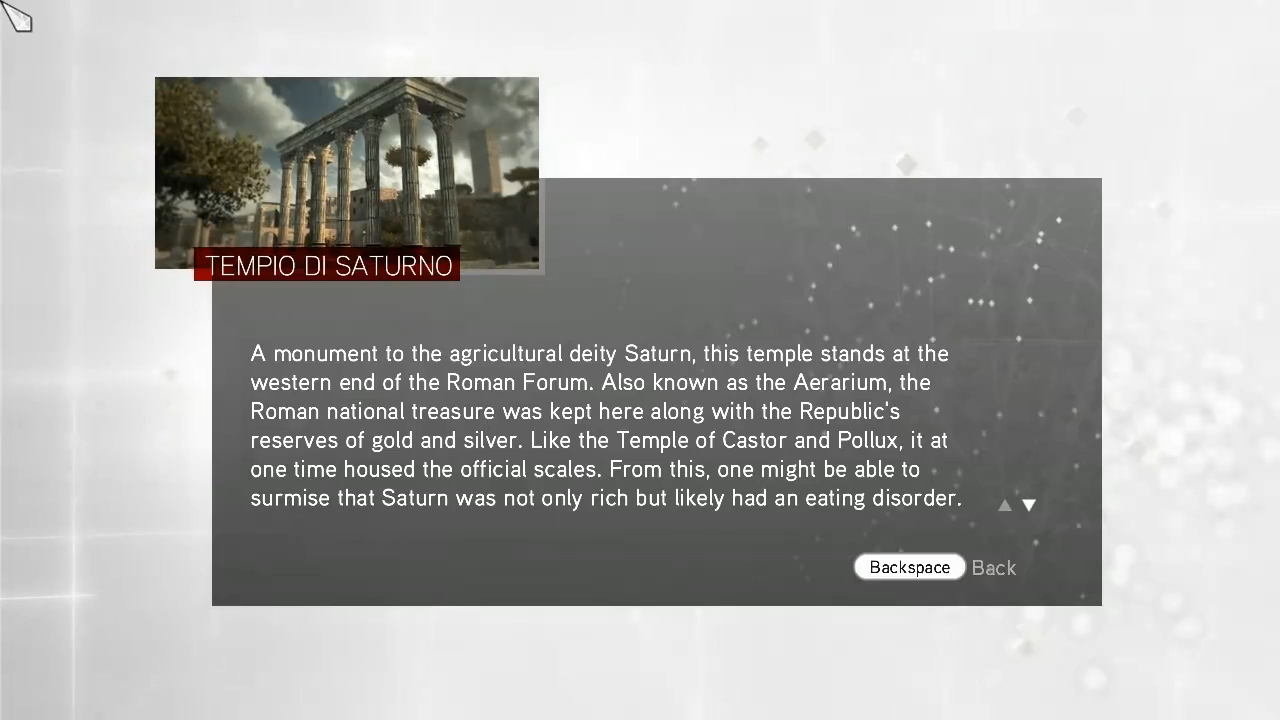 TEMPIO DI SATURNO
A monument to the agricultural deity Saturn, this temple stands at the
western end of the Roman Forum. Also known as the Aerarium, the
Roman national treasure was kept here along with the Republic's
reserves of gold and silver. Like the Temple of Castor and Pollux, it at
one time housed the official scales. From this, one might be able to
surmise that Saturn was not only rich but likely had an eating disorder.
Backspace Back